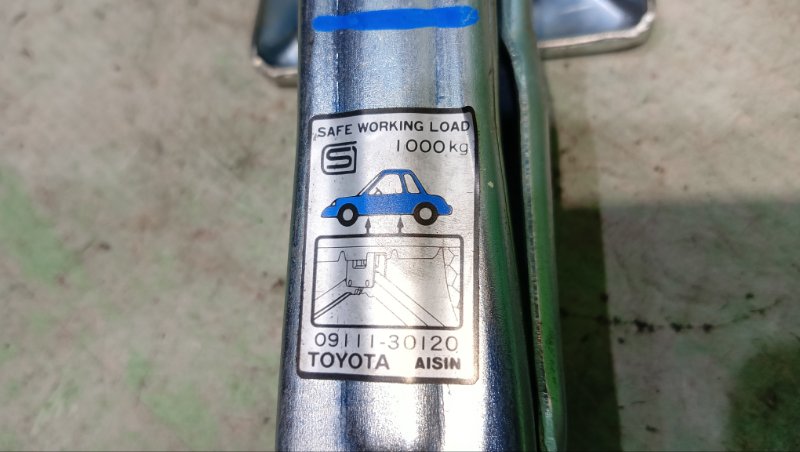 SAFE WORKING LOAD
S 1000kg
09111-30120
TOYOTA AISIN